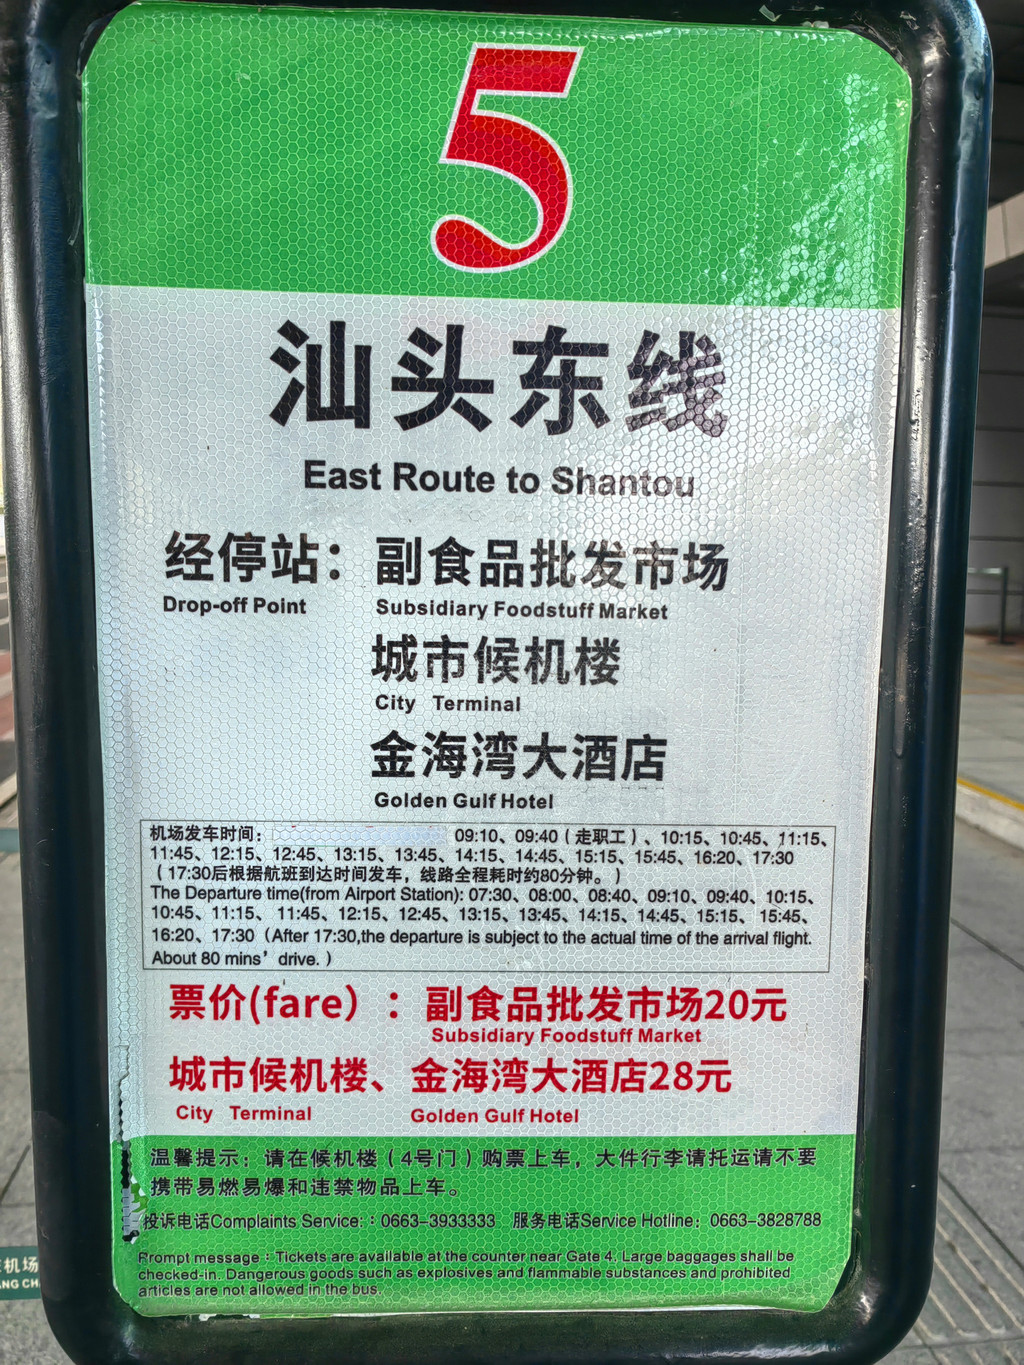 5
汕头东线
East Route to Shantou
经停站：副食品批发市场
Drop-off Point Subsidiary Foodstuff Market
城市候机楼
City Terminal
金海湾大酒店
Golden Gulf Hotel
机场发车时间： 09:10、09:40（走职工）、10:15、10:45、11:15、
11:45、12:15、12:45、13:15、13:45、14:15、14:45、15:15、15:45、16:20、17:30
（17:30后根据航班到达时间发车，线路全程耗时约80分钟。）
The Departure time(from Airport Station): 07:30、08:00、08:40、09:10、09:40、10:15、
10:45、11:15、11:45、12:15、12:45、13:15、13:45、14:15、14:45、15:15、15:45、
16:20、17:30（After 17:30,the departure is subject to the actual time of the arrival flight.
About 80 mins’ drive.）
票价(fare）：副食品批发市场20元
Subsidiary Foodstuff Market
城市候机楼、金海湾大酒店28元
City Terminal Golden Gulf Hotel
温馨提示：请在候机楼（4号门）购票上车，大件行李请托运请不要
携带易燃易爆和违禁物品上车。
投诉电话Complaints Service:：0663-3933333 服务电话Service Hotline：0663-3828788
Prompt message：Tickets are available at the counter near Gate 4. Large baggages shall be
checked-in. Dangerous goods such as explosives and flammable substances and prohibited
articles are not allowed in the bus.
机场
ANG CH